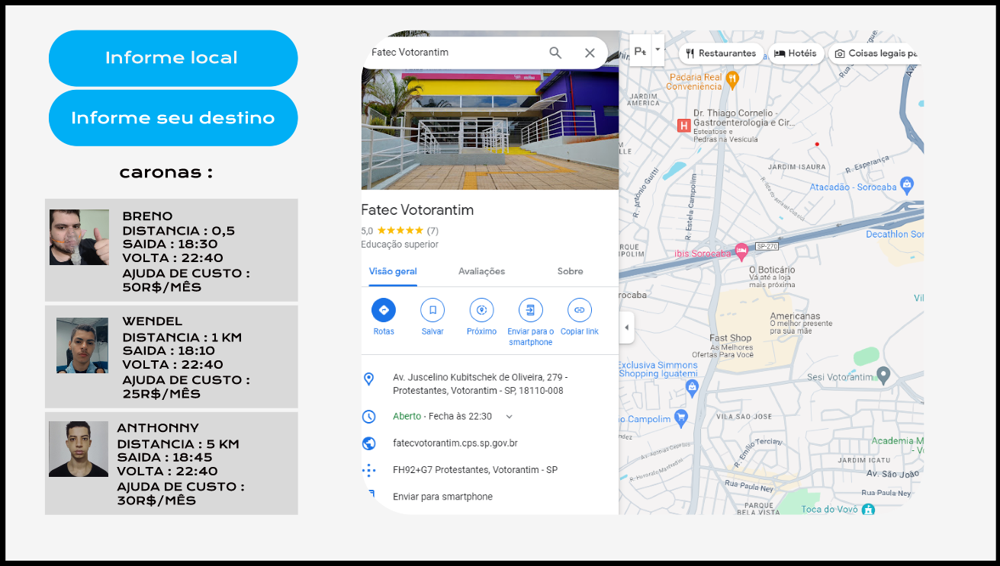 Informe local
Informe seu destino
caronas :
BRENO
DISTANCIA : 0,5
SAIDA : 18:30
VOLTA : 22:40
AJUDA DE CUSTO :
50R$/MÊS
WENDEL
DISTANCIA : 1 KM
SAIDA : 18:10
VOLTA : 22:40
AJUDA DE CUSTO :
25R$/MÊS
ANTHONNY
DISTANCIA : 5 KM
SAIDA : 18:45
VOLTA : 22:40
AJUDA DE CUSTO :
30R$/MÊS
Fatec Votorantim
Fatec Votorantim
5,0 (7)
Educação superior
Visão geral Avaliações Sobre
Rotas Salvar Próximo Enviar para o smartphone Copiar link
Av. Juscelino Kubitschek de Oliveira, 279 -
Protestantes, Votorantim - SP, 18110-008
Aberto · Fecha às 22:30
fatecvotorantim.cps.sp.gov.br
FH92+G7 Protestantes, Votorantim - SP
Enviar para smartphone
Restaurantes Hotéis Coisas legais pa
Padaria Real
Conveniência
JARDIM
AMERICA
Dr. Thiago Cornelio -
Gastroenterologia e Cir...
Esteatose e
Pedras na Vesícula
JARDIM ISAURA
R. Esperança
R. Antônio Guitti
R. Estela Campolim
Atacadão - Sorocaba
Decathlon Sor
ibis Sorocaba
SP-270
RQUE
IPOLIM
O Boticário
Vá até a loja
mais próxima
rocaba
Americanas
O melhor presente
pra sua mãe
Fast Shop
As Melhores
Ofertas Para Você
Exclusiva Simmons
Shopping Iguatemi
Sesi Votorantim
o Campolim
VILA SAO JOSE
R. Emílio Terciani
Academia M
JARDIM ICATU
Av. São João
Rua Paula Ney
Rua Paula Ney
PARQUE
BELA VISTA
Toca do Vovô